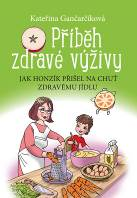 Kateřina Gančarčíková
Příběh
zdravé výživy
JAK HONZÍK PŘIŠEL NA CHUŤ
ZDRAVÉMU JÍDLU